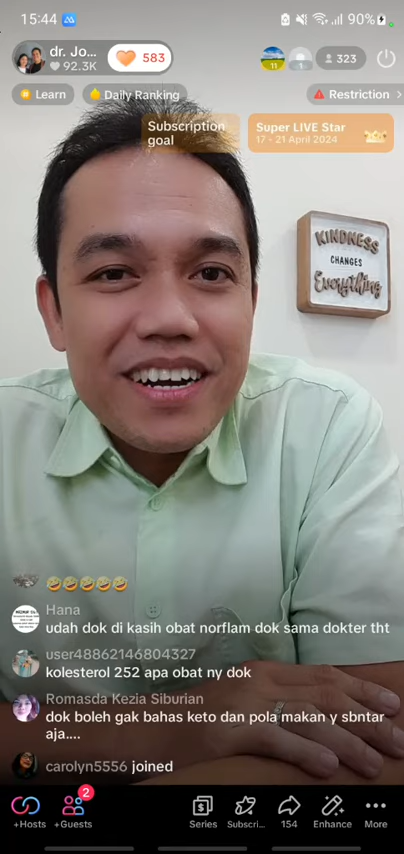 15:44
90%
dr. Jo...
92.3K
583
11
1
323
Learn
Daily Ranking
Restriction
Subscription
goal
Super LIVE Star
17 - 21 April 2024
KINDNESS
CHANGES
Everything
🤣🤣🤣🤣🤣
Hana
udah dok di kasih obat norflam dok sama dokter tht
user48862146804327
kolesterol 252 apa obat ny dok
Romasda Kezia Siburian
dok boleh gak bahas keto dan pola makan y sbntar
aja....
carolyn5556 joined
2
+Hosts
+Guests
Series
Subscri...
154
Enhance
More